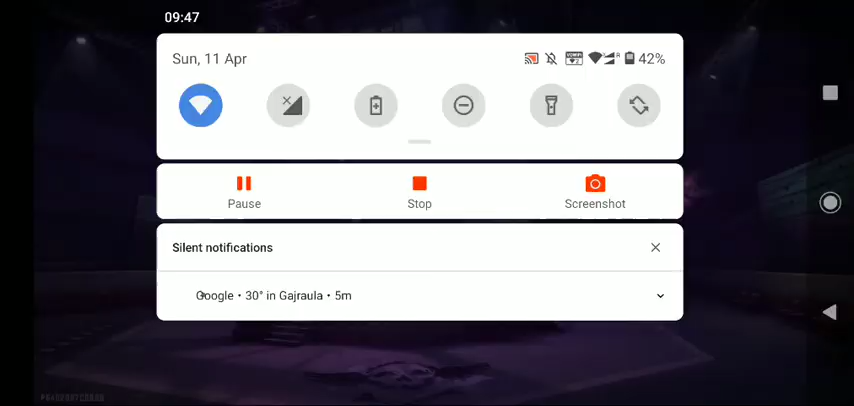 09:47
Sun, 11 Apr
42%
Pause
Stop
Screenshot
Silent notifications
Google • 30° in Gajraula • 5m